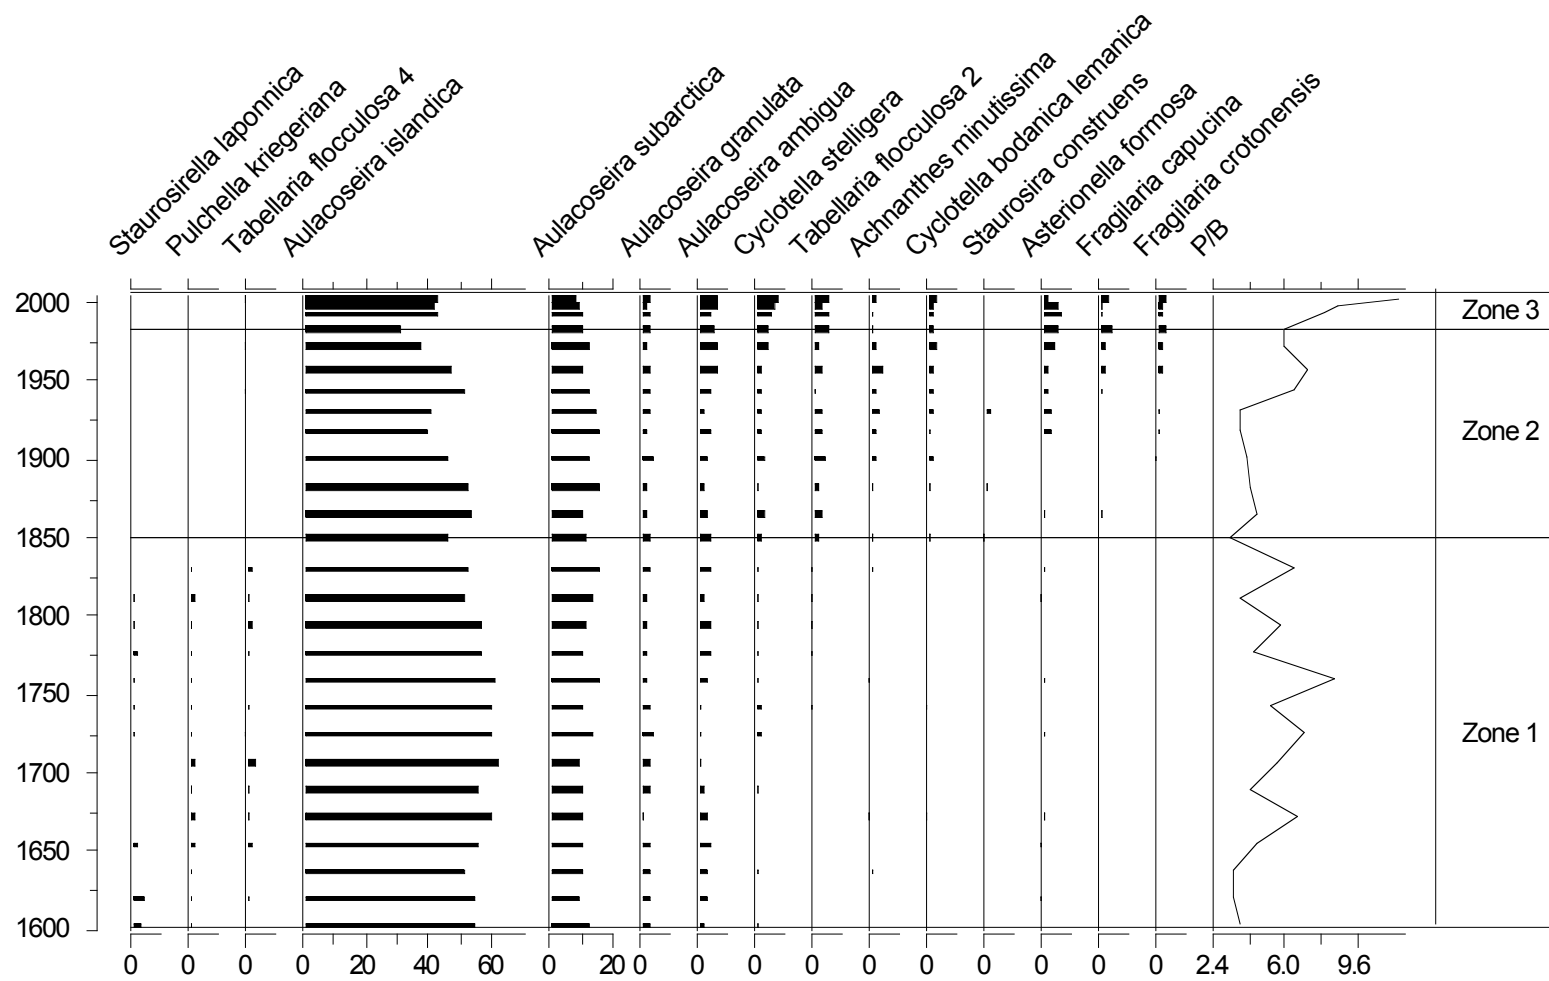 Staurosirella laponnica
Pulchella kriegeriana
Tabellaria flocculosa 4
Aulacoseira islandica
Aulacoseira subarctica
Aulacoseira granulata
Aulacoseira ambigua
Cyclotella stelligera
Tabellaria flocculosa 2
Achnanthes minutissima
Cyclotella bodanica lemanica
Staurosira construens
Asterionella formosa
Fragilaria capucina
Fragilaria crotonensis
P/B
2000
1950
1900
1850
1800
1750
1700
1650
1600
Zone 3
Zone 2
Zone 1
0 0 0 0 20 40 60 0 20 0 0 0 0 0 0 0 0 0 0 2.4 6.0 9.6